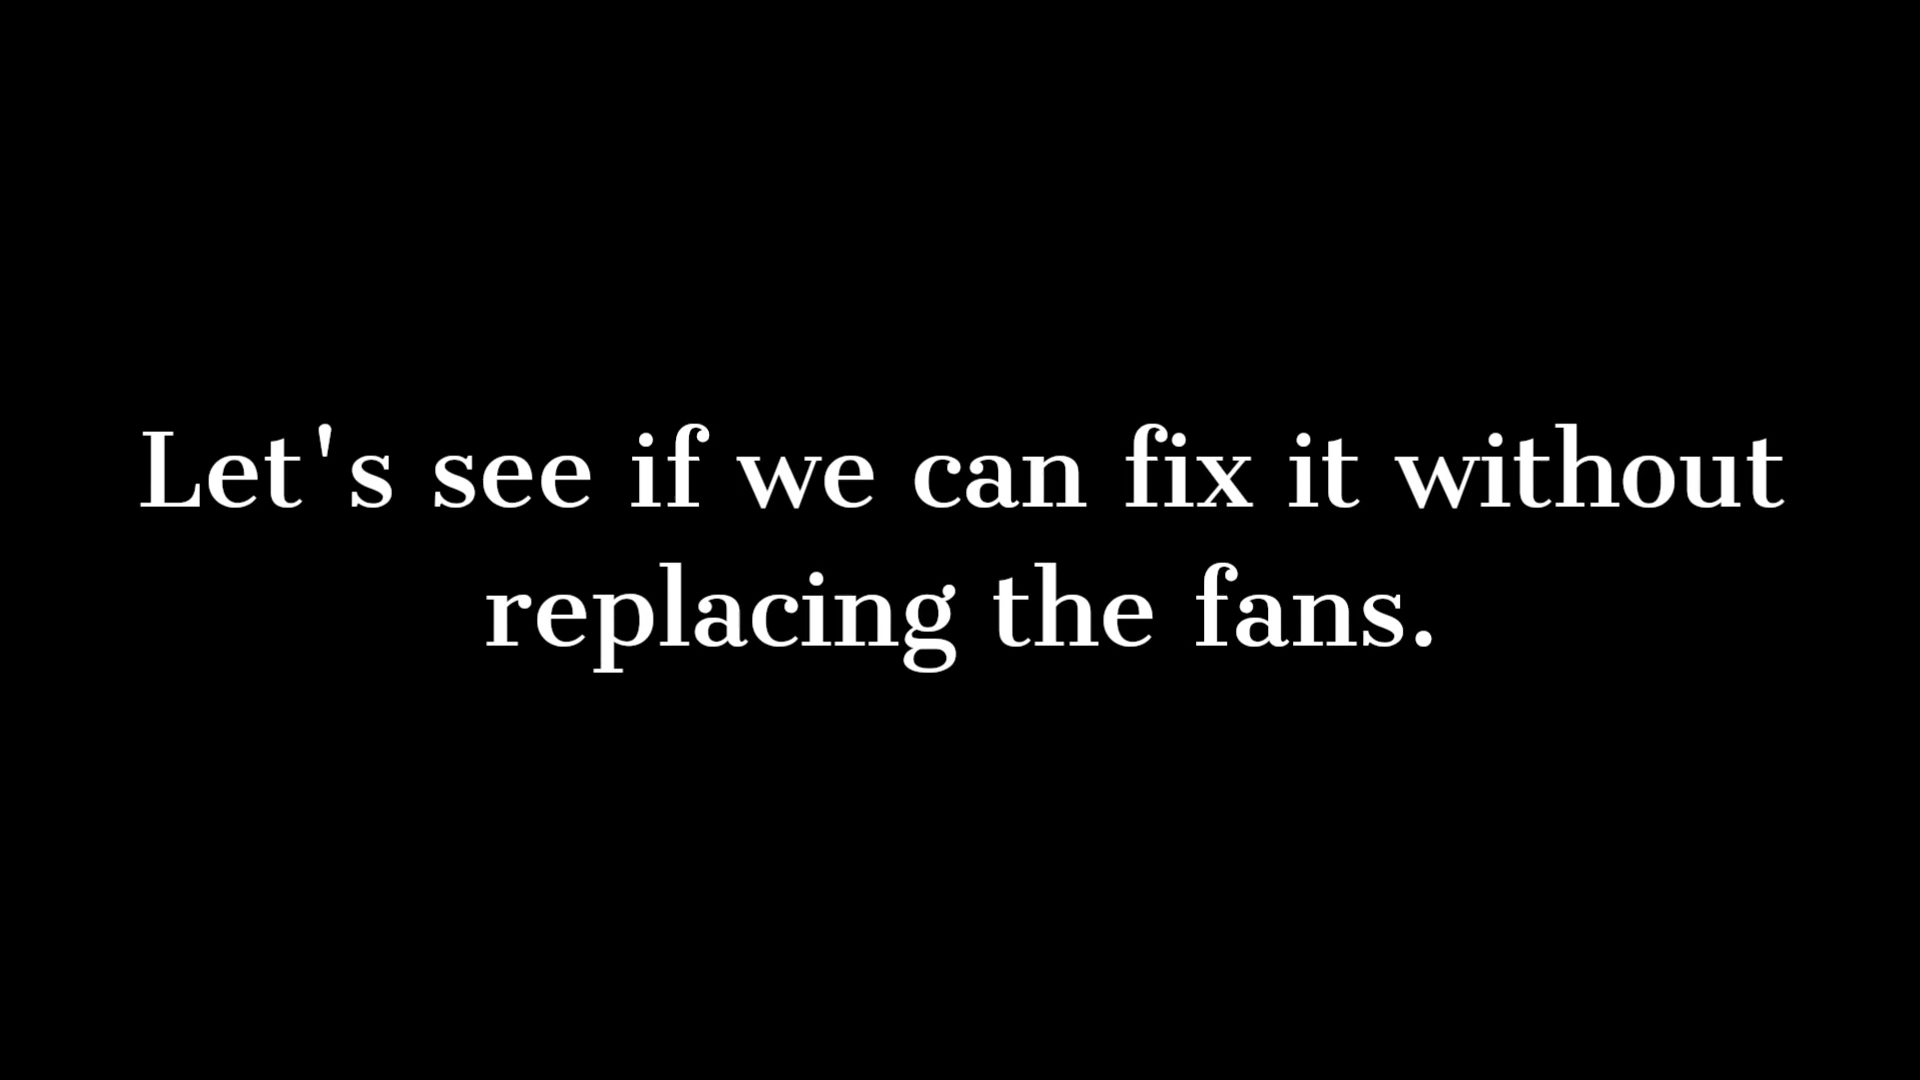 Let's see if we can fix it without
replacing the fans.